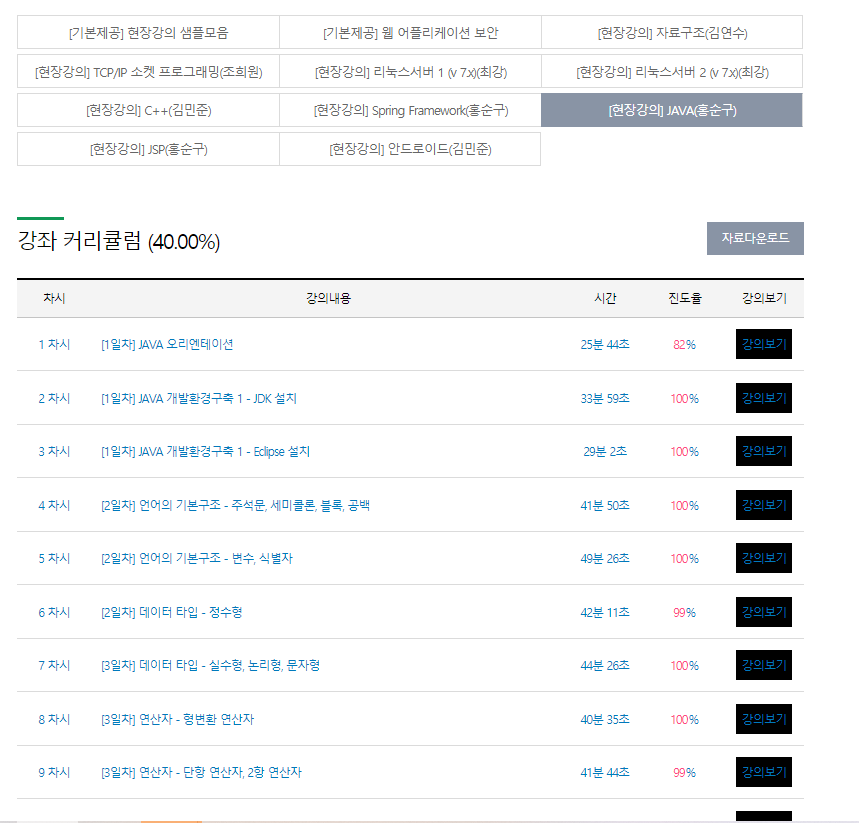 [기본제공] 현장강의 샘플모음 [기본제공] 웹 어플리케이션 보안 [현장강의] 자료구조(김연수)
[현장강의] TCP/IP 소켓 프로그래밍(조희원) [현장강의] 리눅스서버 1 (v 7.x)(최강) [현장강의] 리눅스서버 2 (v 7.x)(최강)
[현장강의] C++(김민준) [현장강의] Spring Framework(홍순구) [현장강의] JAVA(홍순구)
[현장강의] JSP(홍순구) [현장강의] 안드로이드(김민준)
강좌 커리큘럼 (40.00%) 자료다운로드
차시 강의내용 시간 진도율 강의보기
1 차시 [1일차] JAVA 오리엔테이션 25분 44초 82% 강의보기
2 차시 [1일차] JAVA 개발환경구축 1 - JDK 설치 33분 59초 100% 강의보기
3 차시 [1일차] JAVA 개발환경구축 1 - Eclipse 설치 29분 2초 100% 강의보기
4 차시 [2일차] 언어의 기본구조 - 주석문, 세미콜론, 블록, 공백 41분 50초 100% 강의보기
5 차시 [2일차] 언어의 기본구조 - 변수, 식별자 49분 26초 100% 강의보기
6 차시 [2일차] 데이터 타입 - 정수형 42분 11초 99% 강의보기
7 차시 [3일차] 데이터 타입 - 실수형, 논리형, 문자형 44분 26초 100% 강의보기
8 차시 [3일차] 연산자 - 형변환 연산자 40분 35초 100% 강의보기
9 차시 [3일차] 연산자 - 단항 연산자, 2항 연산자 41분 44초 99% 강의보기